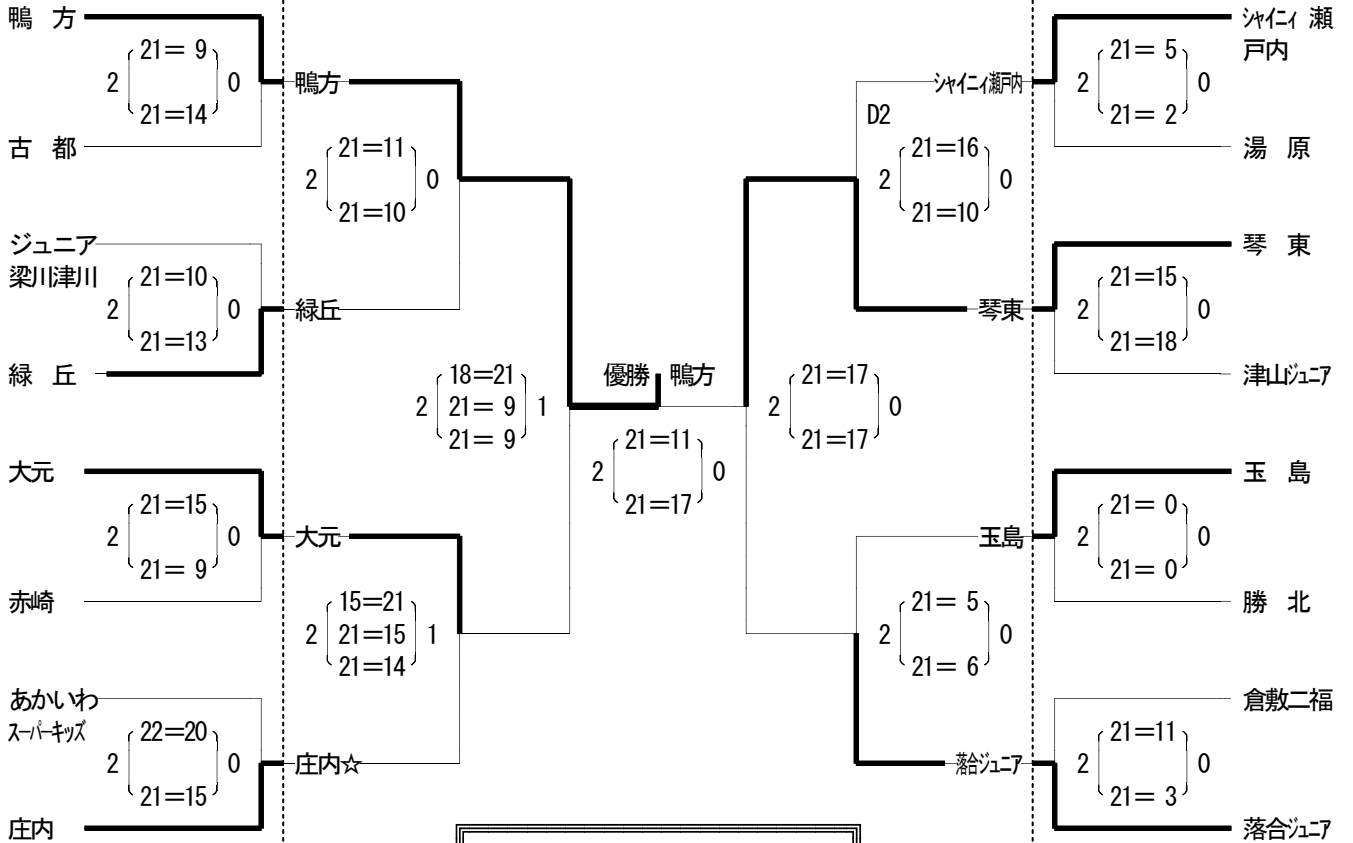 鴨 方
21= 9
2 0
21=14
古 都
ジュニア
梁川津川
21=10
2 0
21=13
緑 丘
大元
21=15
2 0
21= 9
赤崎
あかいわ
スーパーキッズ
22=20
2 0
21=15
庄内
鴨方
21=11
2 0
21=10
緑丘
大元
15=21
2 21=15 1
21=14
庄内☆
18=21
2 21= 9 1
21= 9
優勝 鴨方
21=11
2 0
21=17
21=17
2 0
21=17
シャイニィ瀬戸内
D2
21=16
2 0
21=10
琴東
玉島
21= 5
2 0
21= 6
落合ジュニア
シャイニィ 瀬
戸内
21= 5
2 0
21= 2
湯 原
琴 東
21=15
2 0
21=18
津山ジュニア
玉 島
21= 0
2 0
21= 0
勝 北
倉敷二福
21=11
2 0
21= 3
落合ジュニア